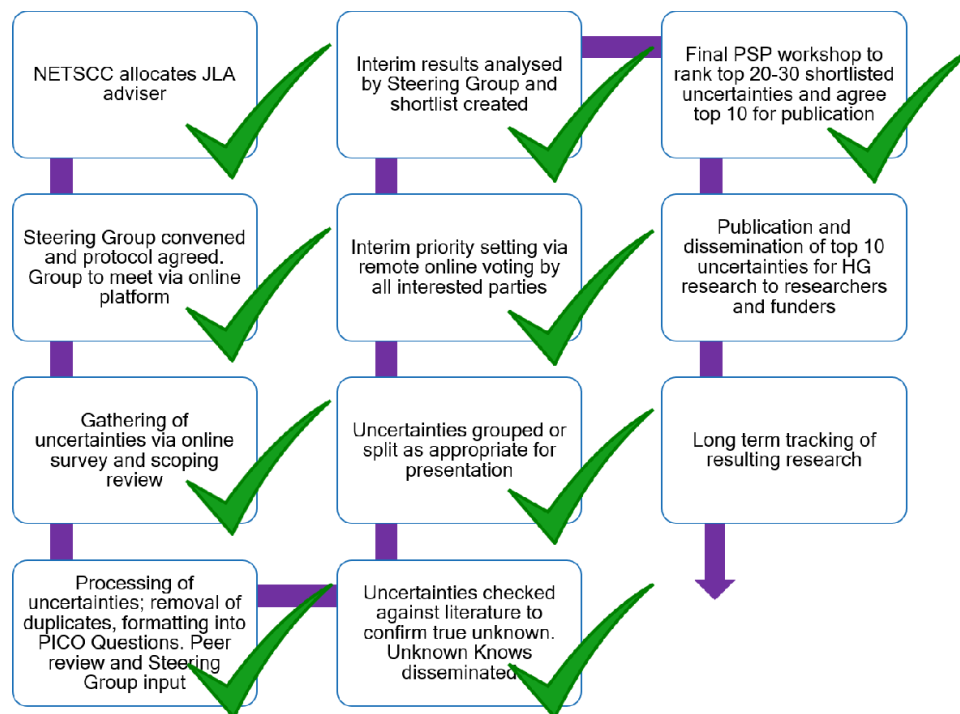 NETSCC allocates JLA
adviser
Steering Group convened
and protocol agreed.
Group to meet via online
platform
Gathering of
uncertainties via online
survey and scoping
review
Processing of
uncertainties; removal of
duplicates, formatting into
PICO Questions. Peer
review and Steering
Group input
Uncertainties checked
against literature to
confirm true unknown.
Unknown Knows
disseminated
Uncertainties grouped or
split as appropriate for
presentation
Interim priority setting via
remote online voting by
all interested parties
Interim results analysed
by Steering Group and
shortlist created
Final PSP workshop to
rank top 20-30 shortlisted
uncertainties and agree
top 10 for publication
Publication and
dissemination of top 10
uncertainties for HG
research to researchers
and funders
Long term tracking of
resulting research